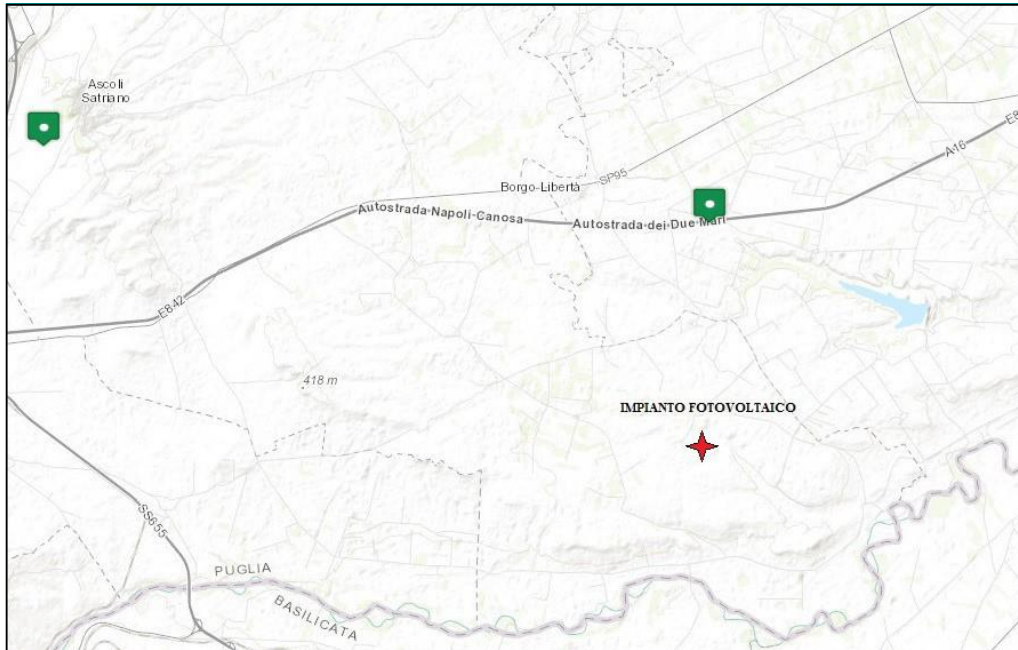 Ascoli
Satriano
E8
A16
SP95
Borgo-Libertà
Autostrada-Napoli-Canosa
Autostrada-dei-Due-Mari
E842
418 m
IMPIANTO FOTOVOLTAICO
SS655
PUGLIA
BASILICATA